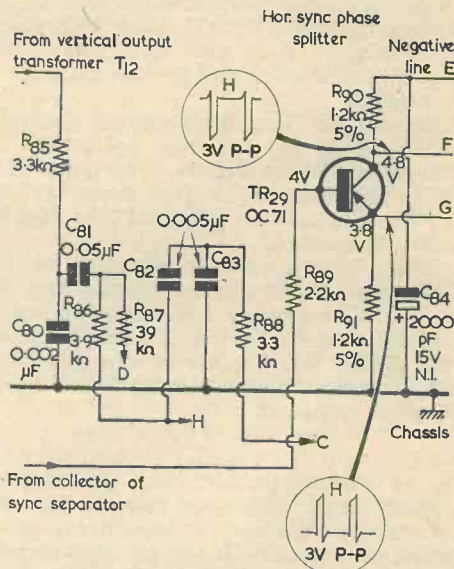 Hor. sync phase
splitter
From vertical output
transformer T12
Negative
line
E
H
3V P-P
R90
1.2kΩ
5%
F
4.8
V
R85
3.3kΩ
4V
TR29
OC71
G
3.8
V
C81
0.05µF
0.005µF
C82
C83
R89
2.2kΩ
C84
+
2000
pF
15V
N.I.
R86
3.9
kΩ
R87
39
kΩ
R88
3.3
kΩ
R91
1.2kΩ
5%
C80
0.002
µF
D
H
C
Chassis
From collector of
sync separator
H
3V P-P